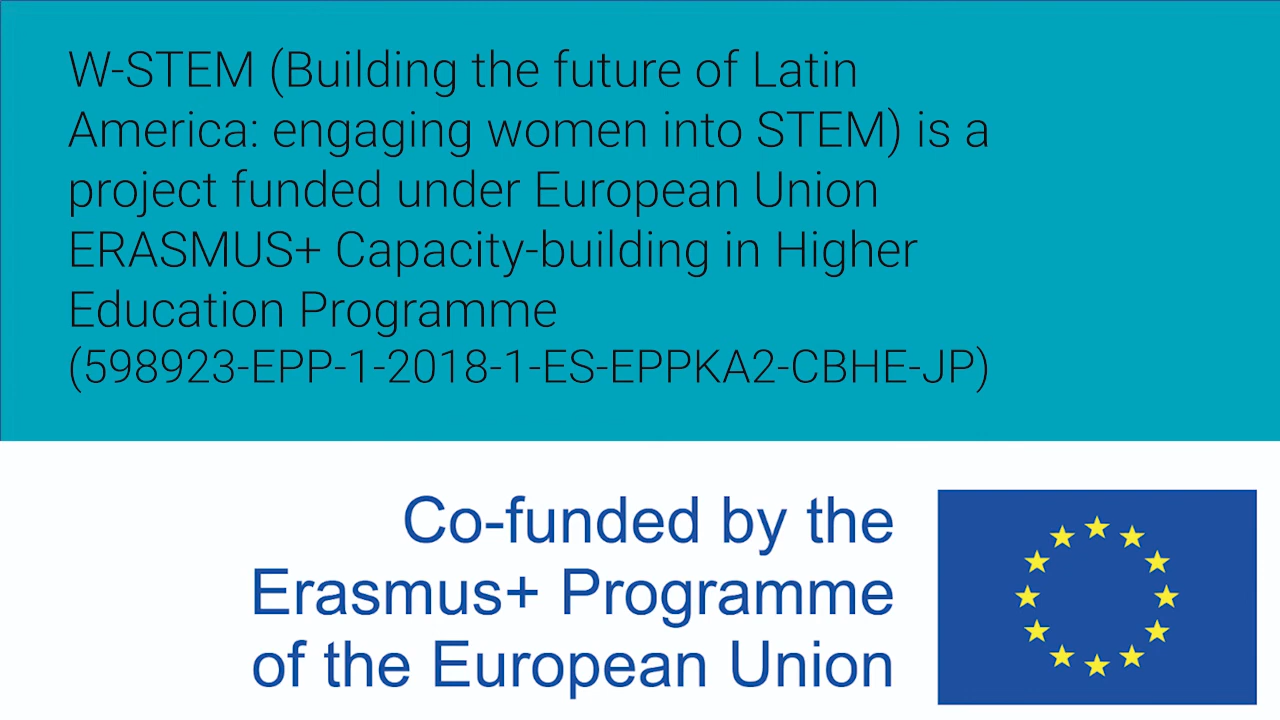 W-STEM (Building the future of Latin
America: engaging women into STEM) is a
project funded under European Union
ERASMUS+ Capacity-building in Higher
Education Programme
(598923-EPP-1-2018-1-ES-EPPKA2-CBHE-JP)
Co-funded by the
Erasmus+ Programme
of the European Union